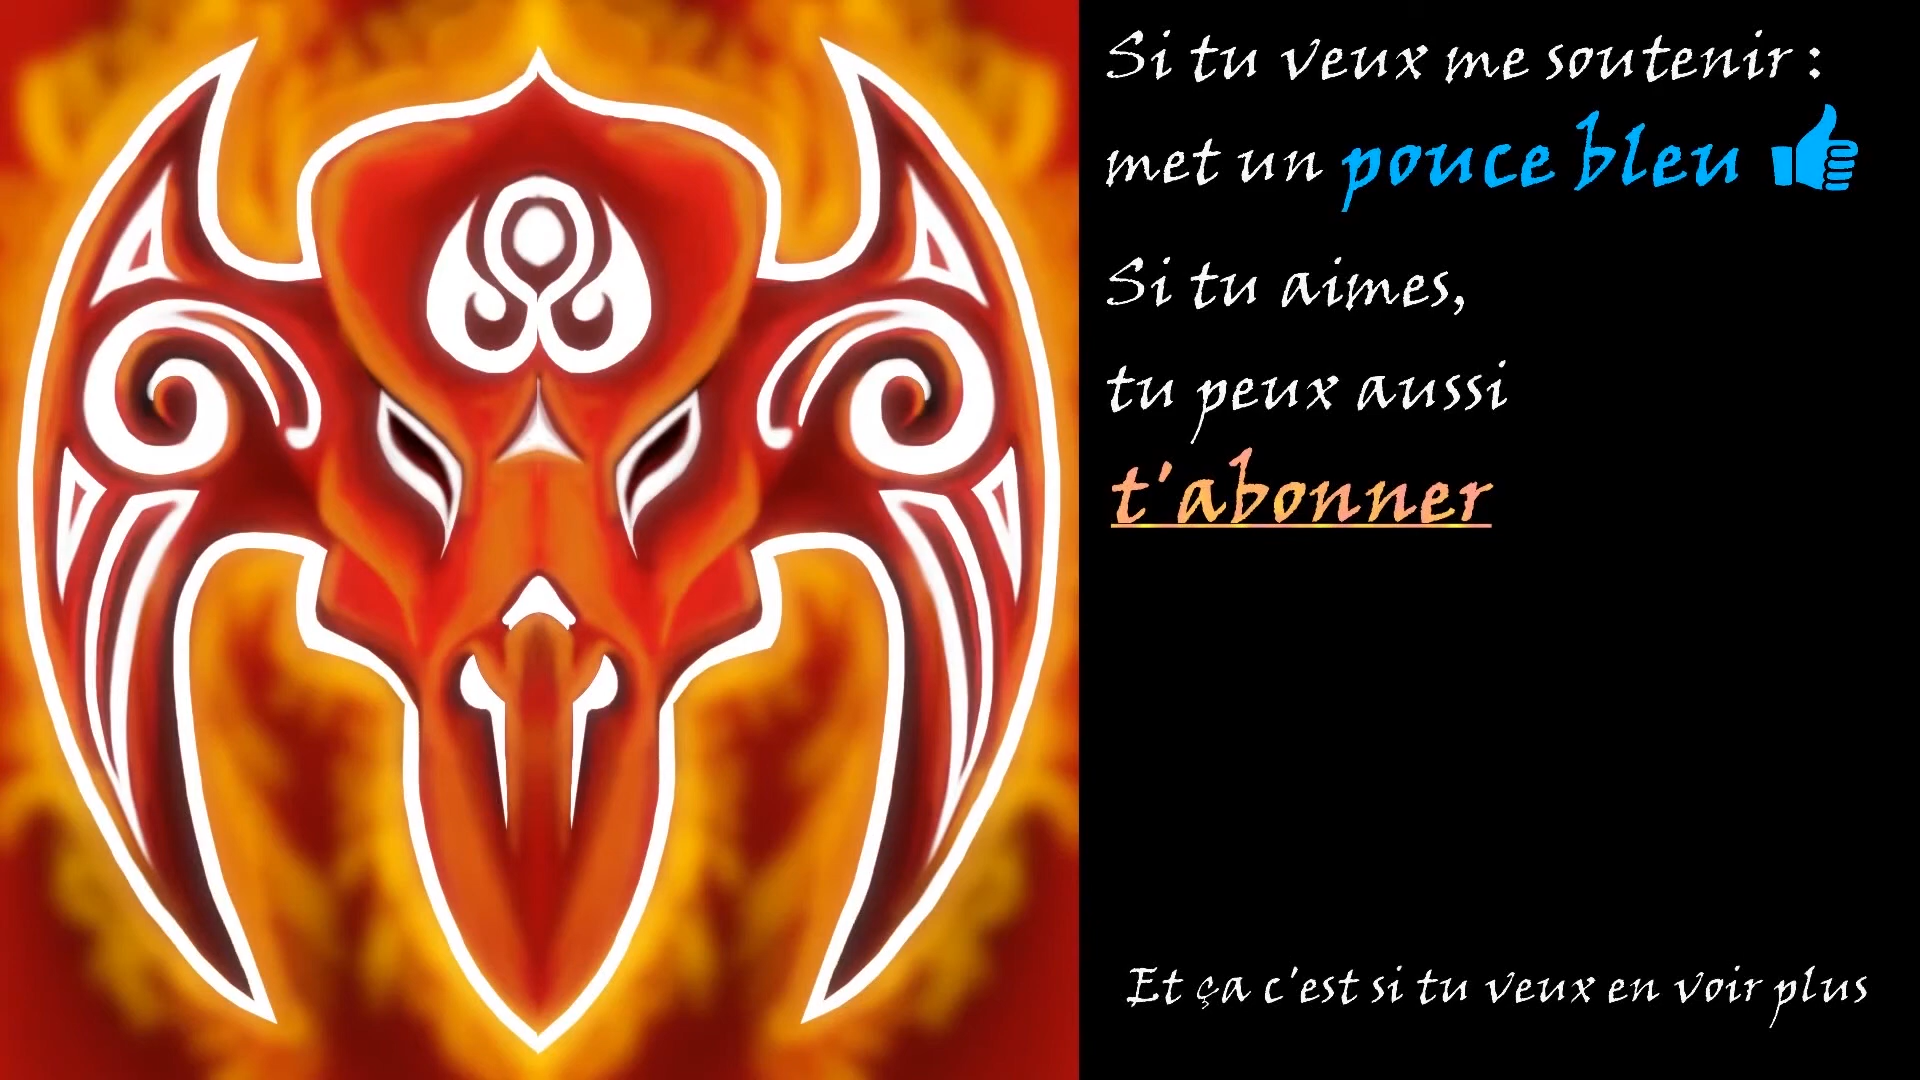 Si tu veux me soutenir :
met un pouce bleu
Si tu aimes,
tu peux aussi
t'abonner
Et ça c'est si tu veux en voir plus